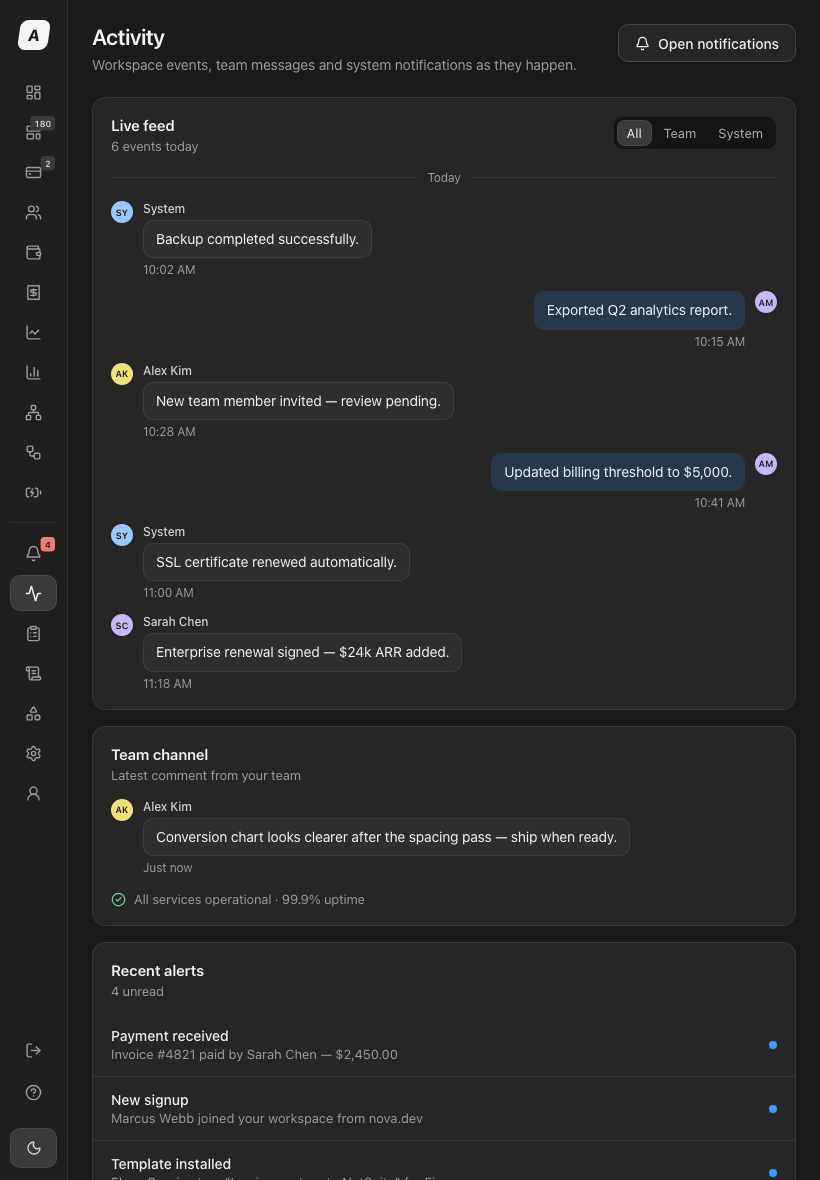 A
Activity
Open notifications
Workspace events, team messages and system notifications as they happen.
180
2
4
Live feed
6 events today
All
Team
System
Today
SY
System
Backup completed successfully.
10:02 AM
Exported Q2 analytics report.
AM
10:15 AM
AK
Alex Kim
New team member invited — review pending.
10:28 AM
Updated billing threshold to $5,000.
AM
10:41 AM
SY
System
SSL certificate renewed automatically.
11:00 AM
SC
Sarah Chen
Enterprise renewal signed — $24k ARR added.
11:18 AM
Team channel
Latest comment from your team
AK
Alex Kim
Conversion chart looks clearer after the spacing pass — ship when ready.
Just now
All services operational · 99.9% uptime
Recent alerts
4 unread
Payment received
Invoice #4821 paid by Sarah Chen — $2,450.00
New signup
Marcus Webb joined your workspace from nova.dev
Template installed